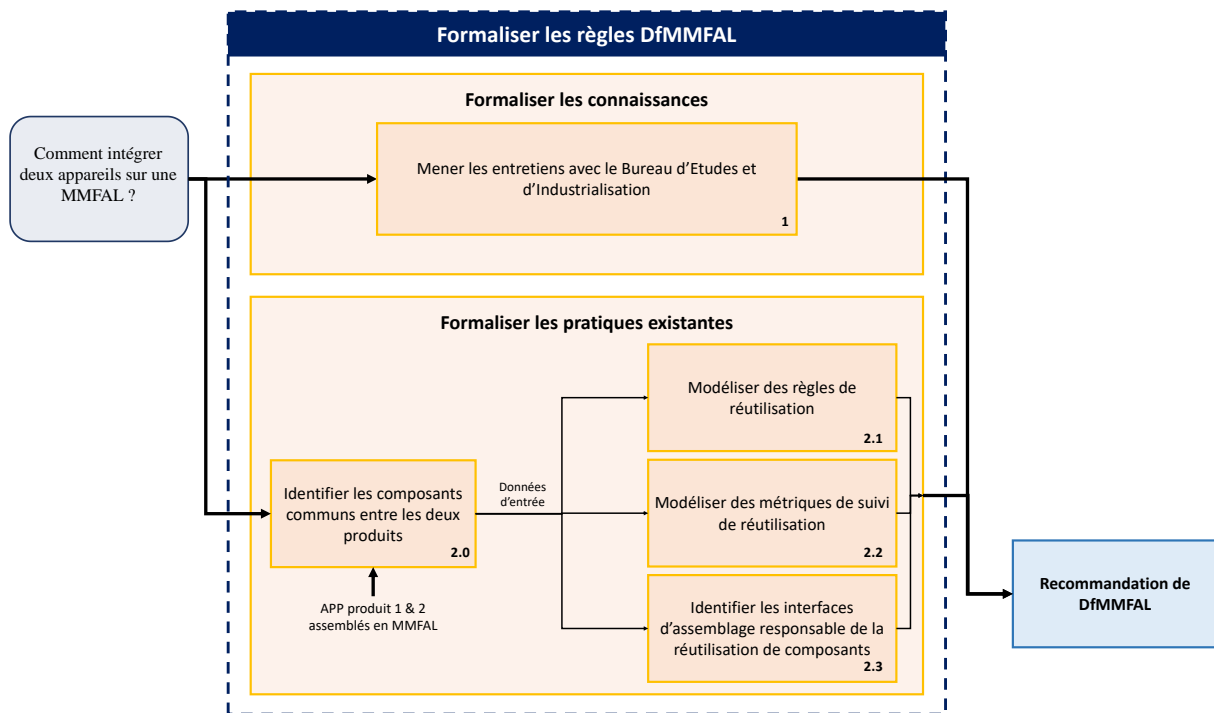 Formaliser les règles DfMMFAL
Formaliser les connaissances
Comment intégrer
deux appareils sur une
MMFAL ?
Mener les entretiens avec le Bureau d'Etudes et
d'Industrialisation
1
Formaliser les pratiques existantes
Modéliser des règles de
réutilisation
2.1
Identifier les composants
communs entre les deux
produits
2.0
Données
d'entrée
Modéliser des métriques de suivi
de réutilisation
2.2
APP produit 1 & 2
assemblés en MMFAL
Identifier les interfaces
d'assemblage responsable de la
réutilisation de composants
2.3
Recommandation de
DfMMFAL